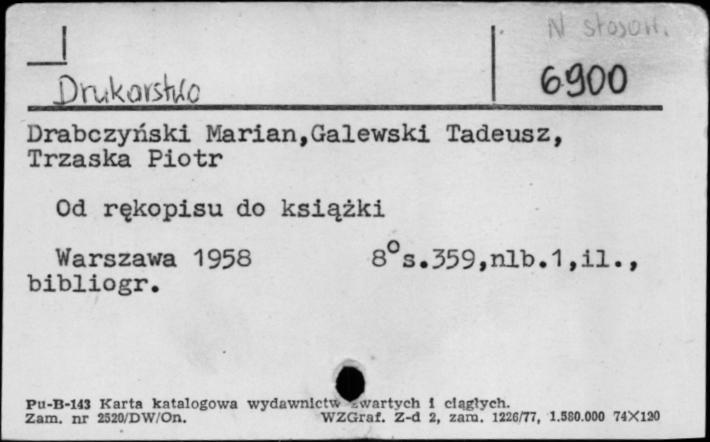 N stosow.
Drukarstwo
6900
Drabczyński Marian,Galewski Tadeusz,
Trzaska Piotr
Od rękopisu do książki
Warszawa 1958 8°s.359,nlb.1,il.,
bibliogr.
Pu-B-143 Karta katalogowa wydawnictw zwartych i ciągłych.
Zam. nr 2520/DW/On. WZGraf. Z-d 2, zam. 1226/77, 1.580.000 74X120